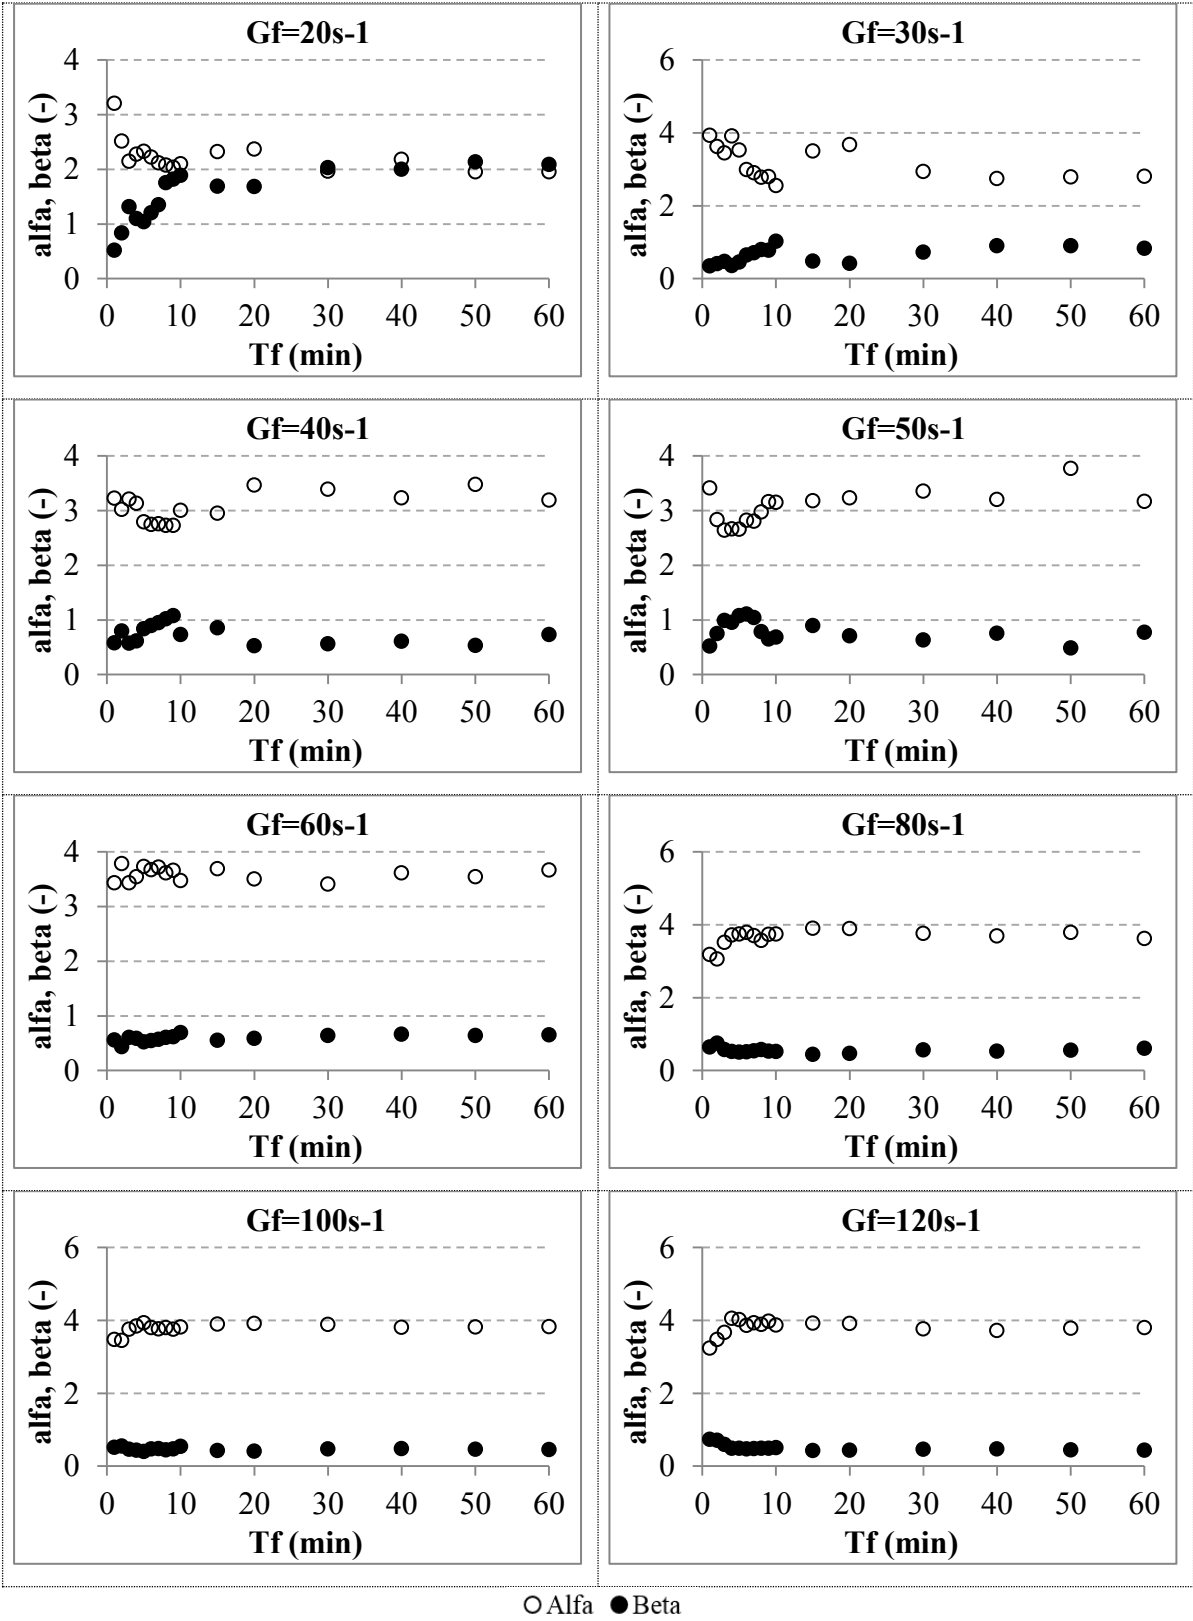 Gf=20s-1
alfa, beta (-)
4
3
2
1
0
0 10 20 30 40 50 60
Tf (min)
Gf=30s-1
alfa, beta (-)
6
4
2
0
0 10 20 30 40 50 60
Tf (min)
Gf=40s-1
alfa, beta (-)
4
3
2
1
0
0 10 20 30 40 50 60
Tf (min)
Gf=50s-1
alfa, beta (-)
4
3
2
1
0
0 10 20 30 40 50 60
Tf (min)
Gf=60s-1
alfa, beta (-)
4
3
2
1
0
0 10 20 30 40 50 60
Tf (min)
Gf=80s-1
alfa, beta (-)
6
4
2
0
0 10 20 30 40 50 60
Tf (min)
Gf=100s-1
alfa, beta (-)
6
4
2
0
0 10 20 30 40 50 60
Tf (min)
Gf=120s-1
alfa, beta (-)
6
4
2
0
0 10 20 30 40 50 60
Tf (min)
Alfa Beta